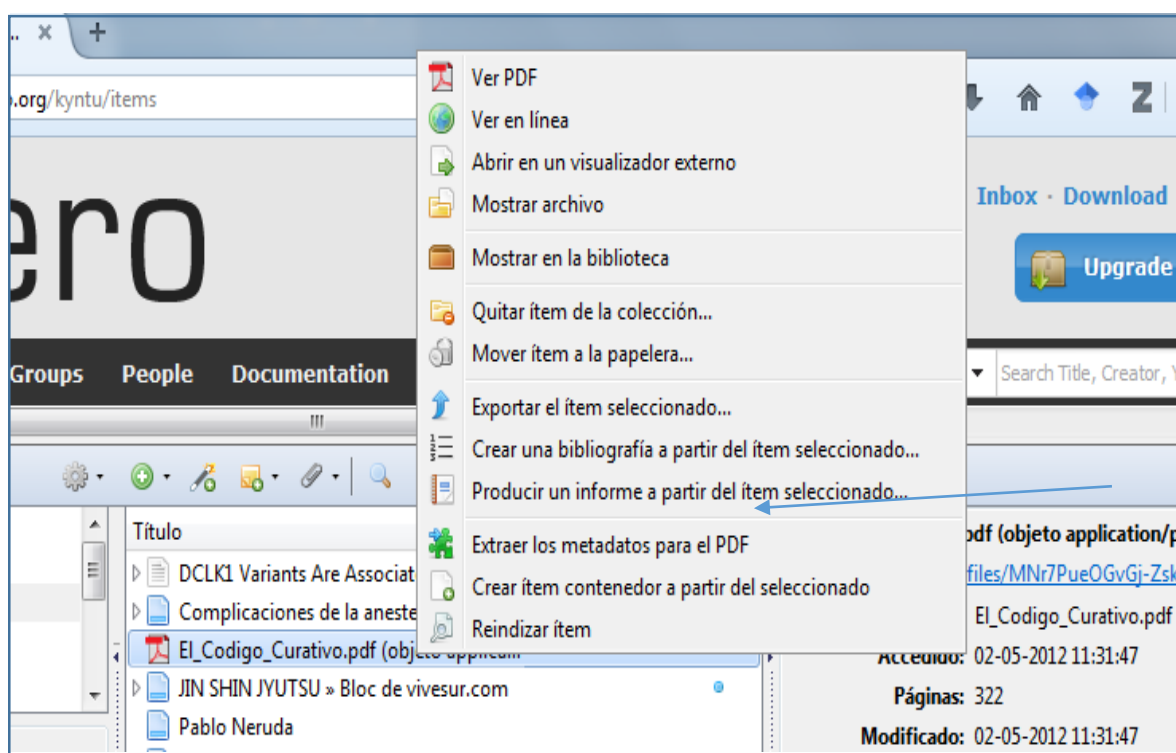 .org/kyntu/items
ero
Inbox · Download
Upgrade
Groups People Documentation
Search Title, Creator, Y
Ver PDF
Ver en línea
Abrir en un visualizador externo
Mostrar archivo
Mostrar en la biblioteca
Quitar ítem de la colección...
Mover ítem a la papelera...
Exportar el ítem seleccionado...
Crear una bibliografía a partir del ítem seleccionado...
Producir un informe a partir del ítem seleccionado...
Extraer los metadatos para el PDF
Crear ítem contenedor a partir del seleccionado
Reindizar ítem
Título
DCLK1 Variants Are Associat
Complicaciones de la aneste
El_Codigo_Curativo.pdf (objeto applicati...
JIN SHIN JYUTSU » Bloc de vivesur.com
Pablo Neruda
pdf (objeto application/p
files/MNr7PueOGvGj-Zsk
El_Codigo_Curativo.pdf
Accedido: 02-05-2012 11:31:47
Páginas: 322
Modificado: 02-05-2012 11:31:47